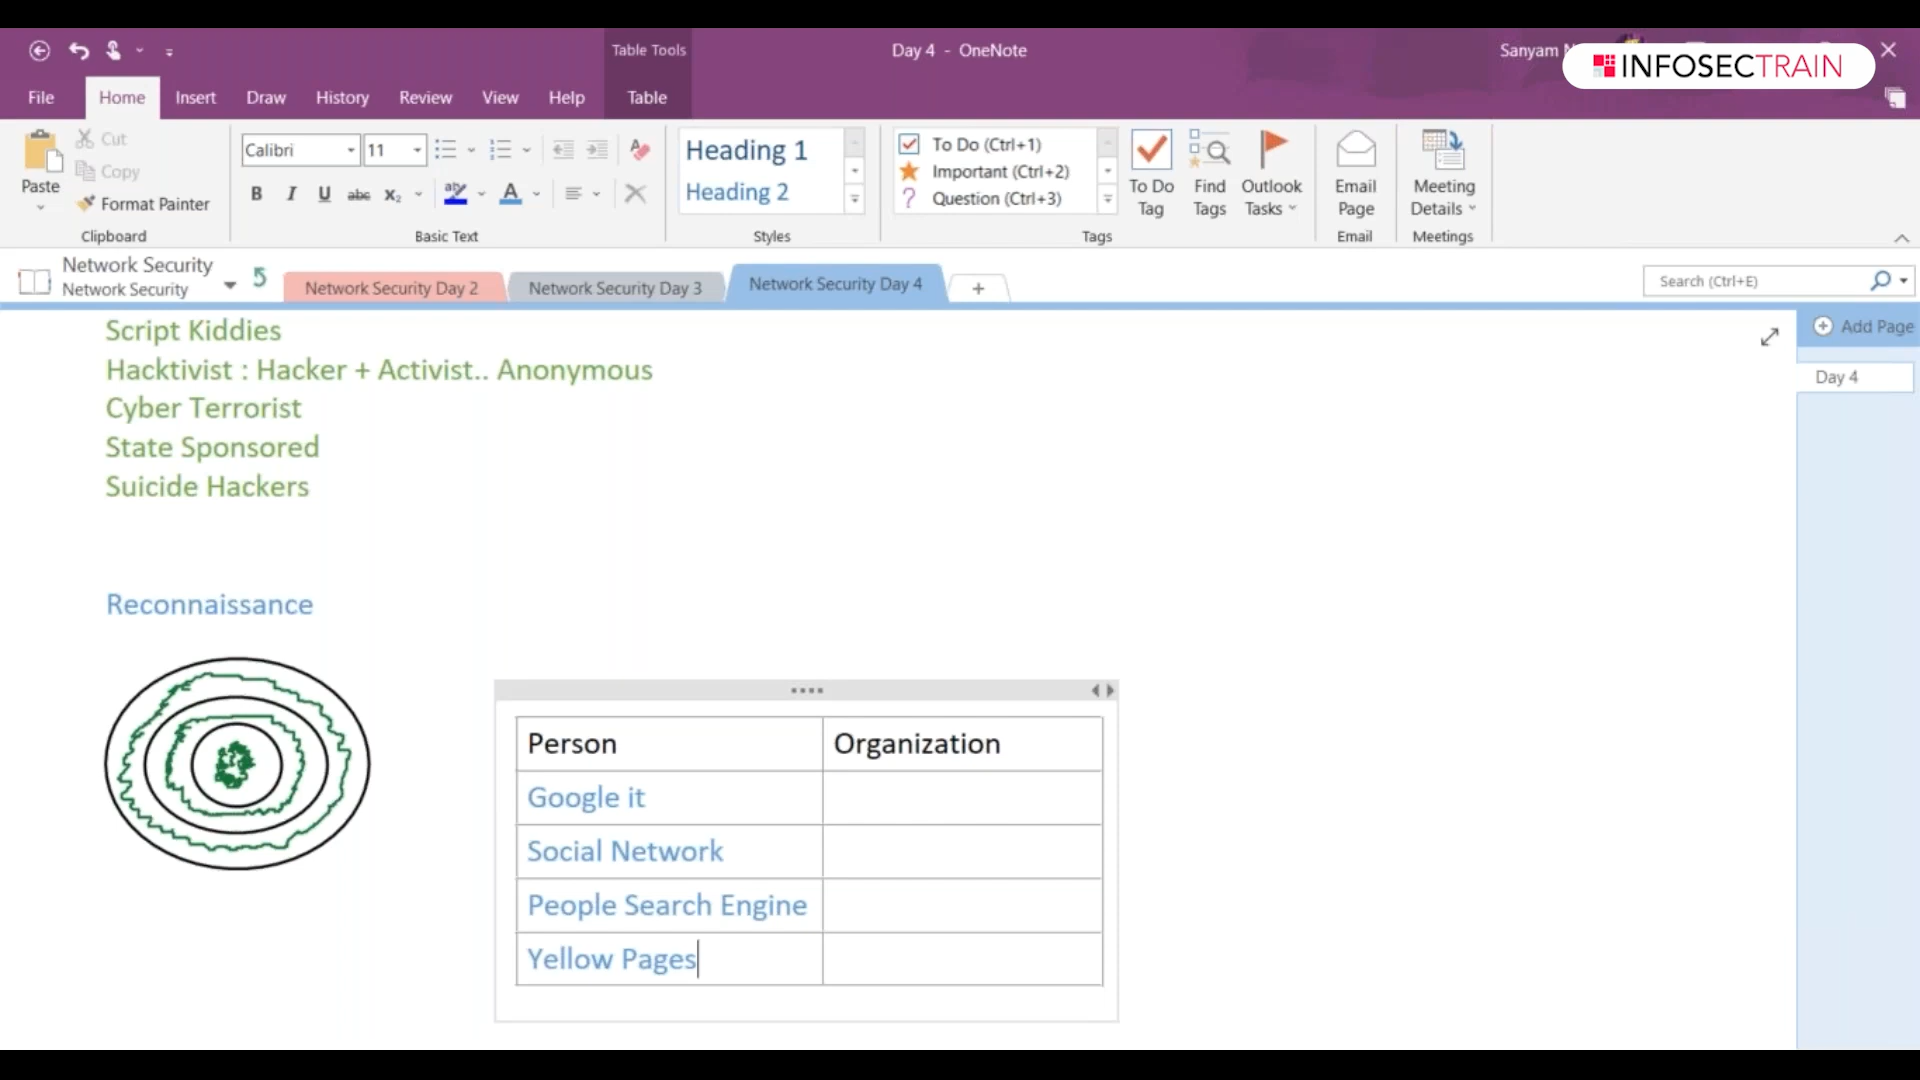 Table Tools
Day 4 - OneNote
Sanyam
INFOSECTRAIN
File Home Insert Draw History Review View Help Table
Paste
Cut
Copy
Format Painter
Clipboard
Calibri 11
B I U abc X₂ aby A A
Basic Text
Heading 1
Heading 2
Styles
To Do (Ctrl+1)
Important (Ctrl+2)
Question (Ctrl+3)
Tags
To Do
Tag
Find
Tags
Outlook
Tasks
Email
Page
Email
Meeting
Details
Meetings
Network Security
Network Security
Network Security Day 2 Network Security Day 3 Network Security Day 4 +
Search (Ctrl+E)
Add Page
Day 4
Script Kiddies
Hacktivist : Hacker + Activist.. Anonymous
Cyber Terrorist
State Sponsored
Suicide Hackers
Reconnaissance
Person Organization
Google it
Social Network
People Search Engine
Yellow Pages